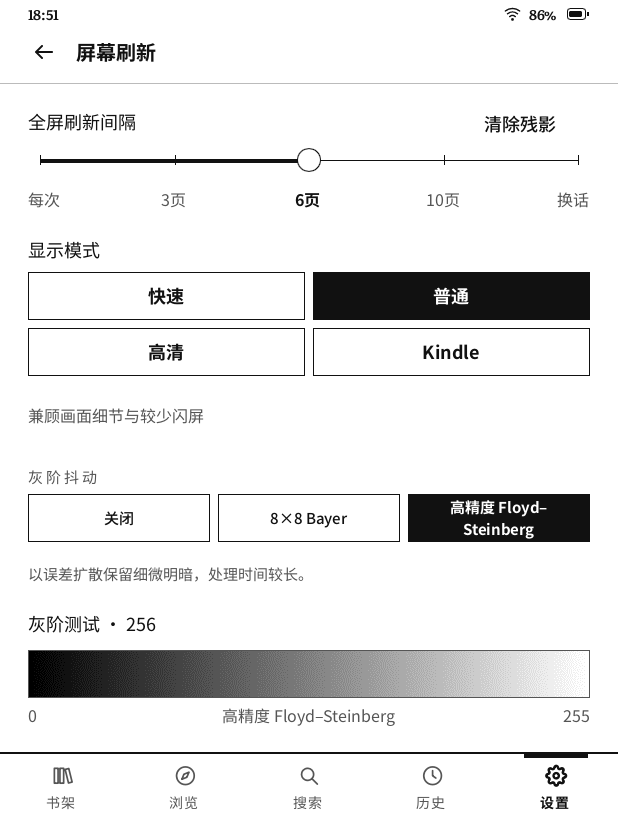 18:51 86%
屏幕刷新
全屏刷新间隔 清除残影
每次 3页 6页 10页 换话
显示模式
快速 普通
高清 Kindle
兼顾画面细节与较少闪屏
灰阶抖动
关闭 8×8 Bayer 高精度 Floyd–
Steinberg
以误差扩散保留细微明暗，处理时间较长。
灰阶测试 · 256
0 高精度 Floyd–Steinberg 255
书架 浏览 搜索 历史 设置